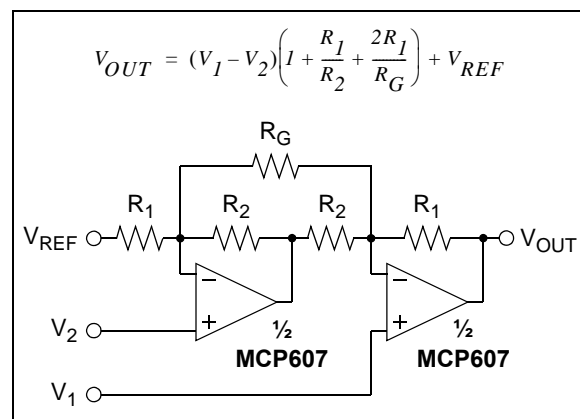 V_OUT = (V_1 – V_2)(1 + R_1/R_2 + 2R_1/R_G) + V_REF
R_G
R_1 R_2 R_2 R_1
V_REF V_OUT
– –
+ +
V_2 ½ ½
MCP607 MCP607
V_1